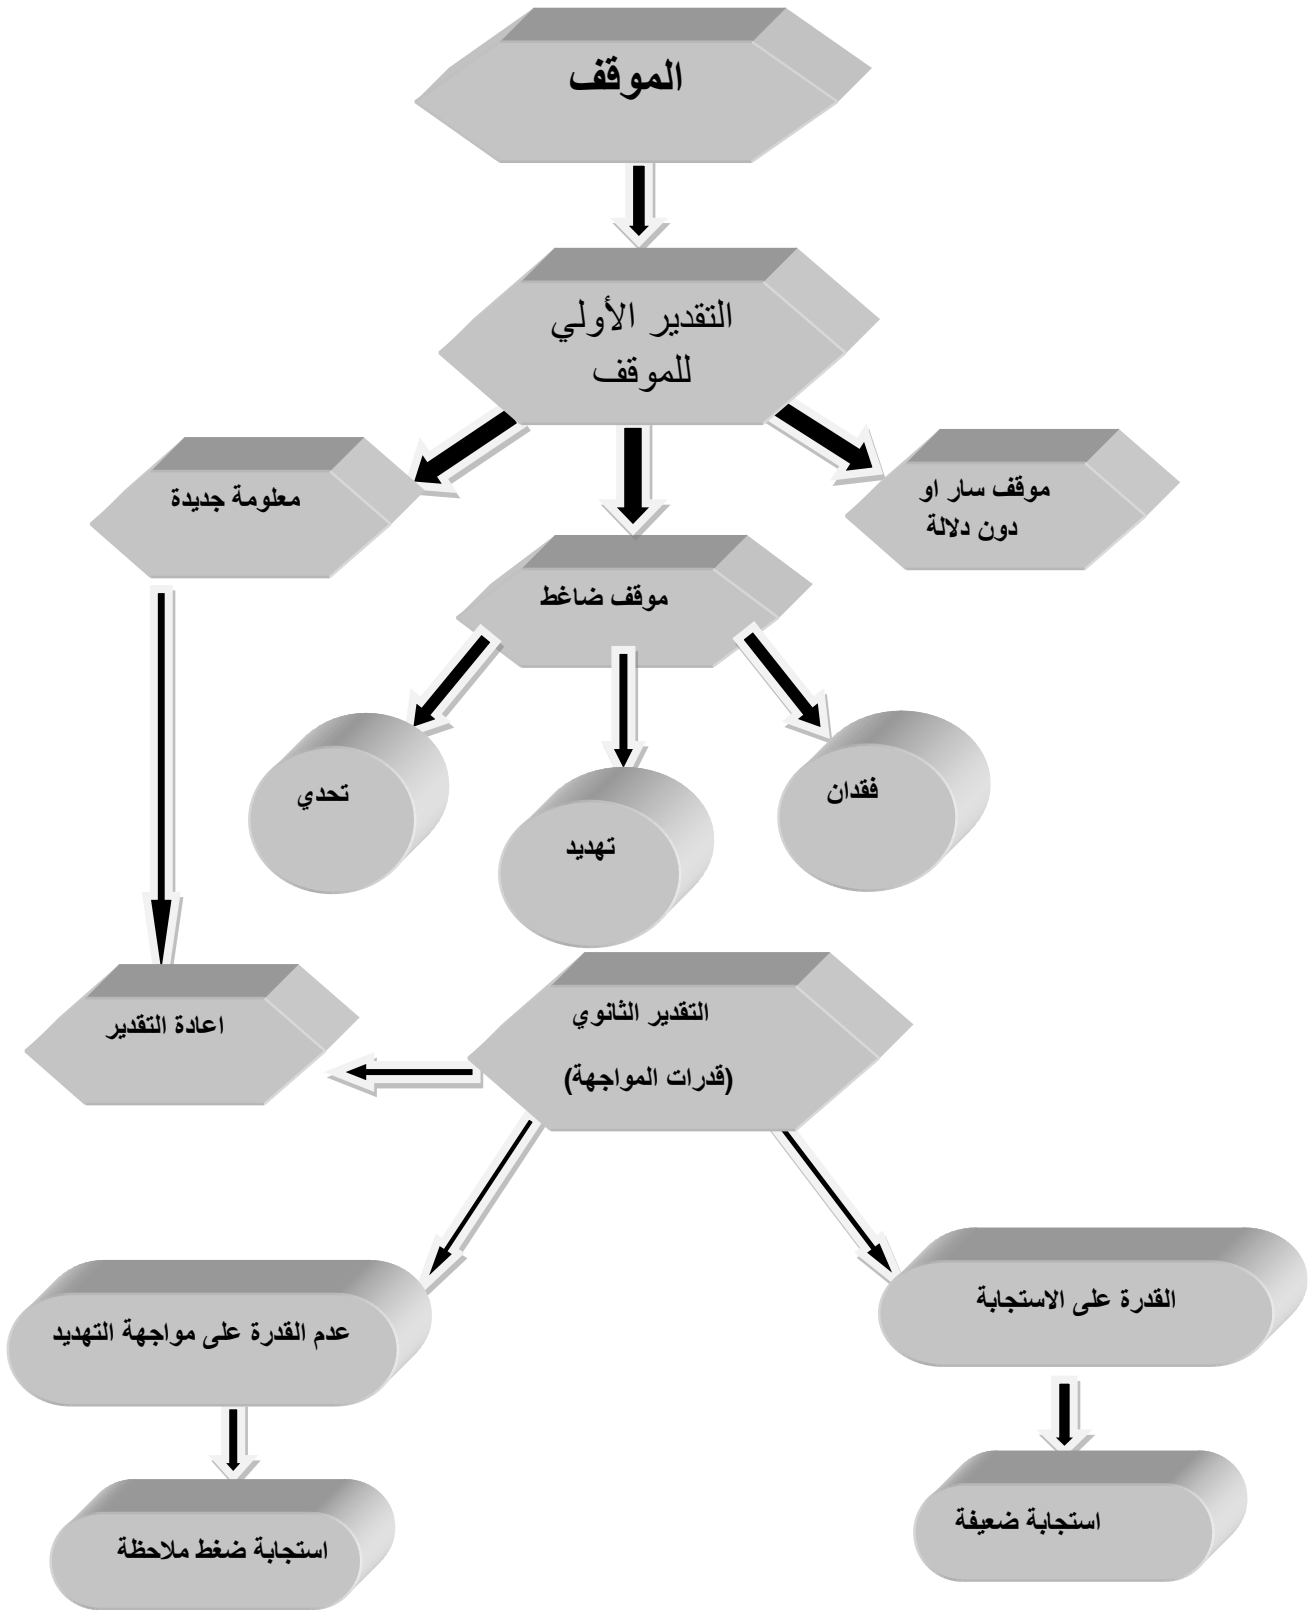 الموقف
التقدير الأولي
للموقف
موقف سار او
دون دلالة
معلومة جديدة
موقف ضاغط
فقدان
تهديد
تحدي
التقدير الثانوي
(قدرات المواجهة)
اعادة التقدير
القدرة على الاستجابة
عدم القدرة على مواجهة التهديد
استجابة ضعيفة
استجابة ضغط ملاحظة